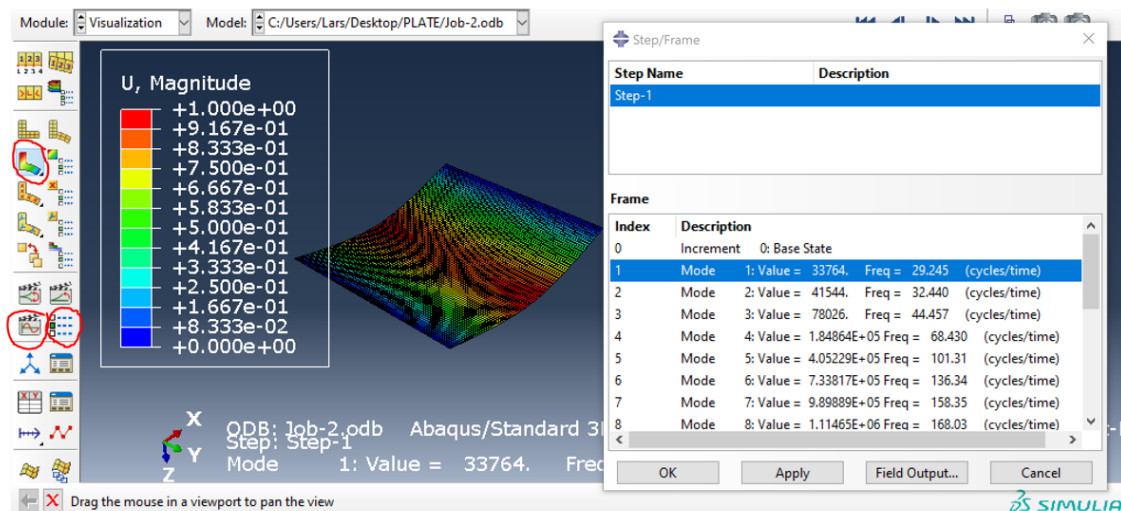 Module: Visualization Model: C:/Users/Lars/Desktop/PLATE/Job-2.odb
U, Magnitude
+1.000e+00
+9.167e-01
+8.333e-01
+7.500e-01
+6.667e-01
+5.833e-01
+5.000e-01
+4.167e-01
+3.333e-01
+2.500e-01
+1.667e-01
+8.333e-02
+0.000e+00
X
Y
Z
ODB: Job-2.odb Abaqus/Standard
Step: Step-1
Mode 1: Value = 33764.
Step/Frame
Step Name Description
Step-1
Frame
Index Description
0 Increment 0: Base State
1 Mode 1: Value = 33764. Freq = 29.245 (cycles/time)
2 Mode 2: Value = 41544. Freq = 32.440 (cycles/time)
3 Mode 3: Value = 78026. Freq = 44.457 (cycles/time)
4 Mode 4: Value = 1.84864E+05 Freq = 68.430 (cycles/time)
5 Mode 5: Value = 4.05229E+05 Freq = 101.31 (cycles/time)
6 Mode 6: Value = 7.33817E+05 Freq = 136.34 (cycles/time)
7 Mode 7: Value = 9.89889E+05 Freq = 158.35 (cycles/time)
8 Mode 8: Value = 1.11465E+06 Freq = 168.03 (cycles/time)
OK Apply Field Output... Cancel
Drag the mouse in a viewport to pan the view
SIMULIA